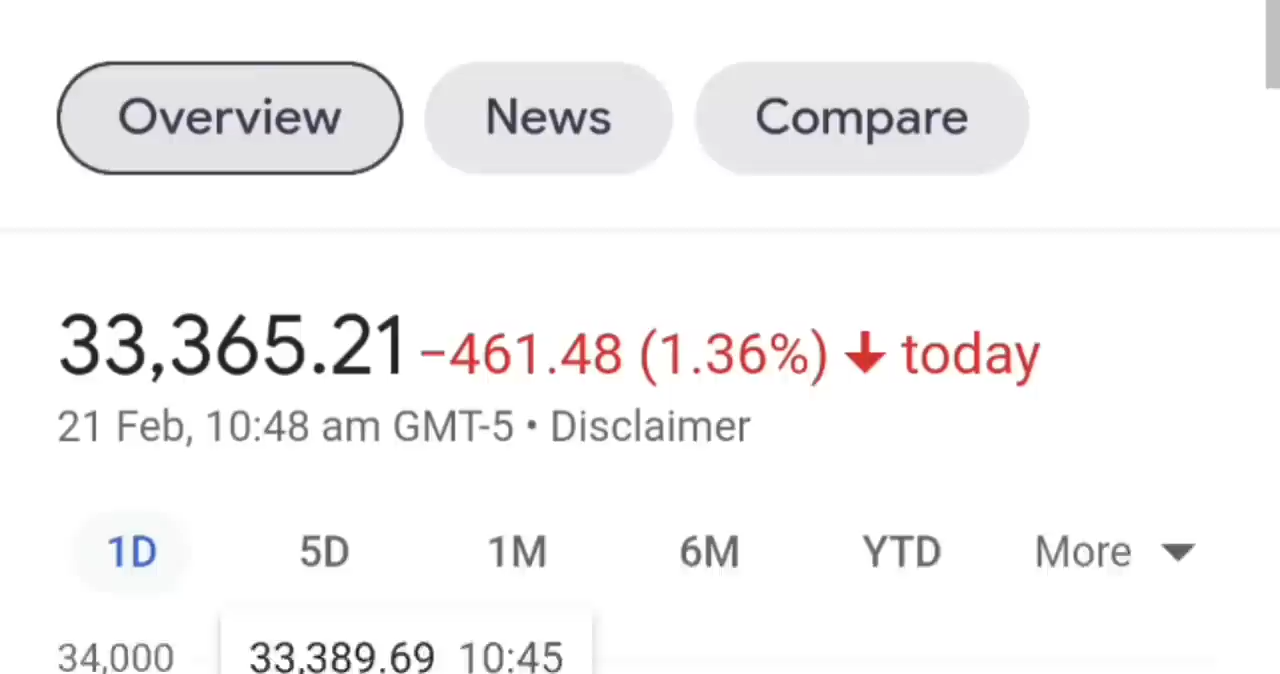 Overview News Compare
33,365.21 −461.48 (1.36%) ↓ today
21 Feb, 10:48 am GMT-5 • Disclaimer
1D 5D 1M 6M YTD More
34,000 33,389.69 10:45